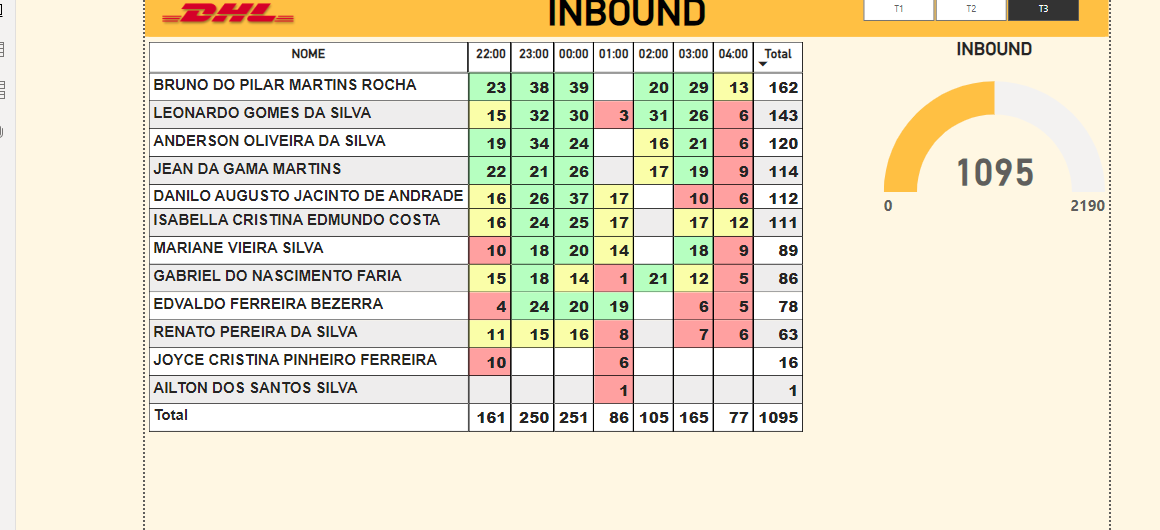 DHL
INBOUND
T1 T2 T3
NOME 22:00 23:00 00:00 01:00 02:00 03:00 04:00 Total
BRUNO DO PILAR MARTINS ROCHA 23 38 39 20 29 13 162
LEONARDO GOMES DA SILVA 15 32 30 3 31 26 6 143
ANDERSON OLIVEIRA DA SILVA 19 34 24 16 21 6 120
JEAN DA GAMA MARTINS 22 21 26 17 19 9 114
DANILO AUGUSTO JACINTO DE ANDRADE 16 26 37 17 10 6 112
ISABELLA CRISTINA EDMUNDO COSTA 16 24 25 17 17 12 111
MARIANE VIEIRA SILVA 10 18 20 14 18 9 89
GABRIEL DO NASCIMENTO FARIA 15 18 14 1 21 12 5 86
EDVALDO FERREIRA BEZERRA 4 24 20 19 6 5 78
RENATO PEREIRA DA SILVA 11 15 16 8 7 6 63
JOYCE CRISTINA PINHEIRO FERREIRA 10 6 16
AILTON DOS SANTOS SILVA 1 1
Total 161 250 251 86 105 165 77 1095
INBOUND
1095
0 2190